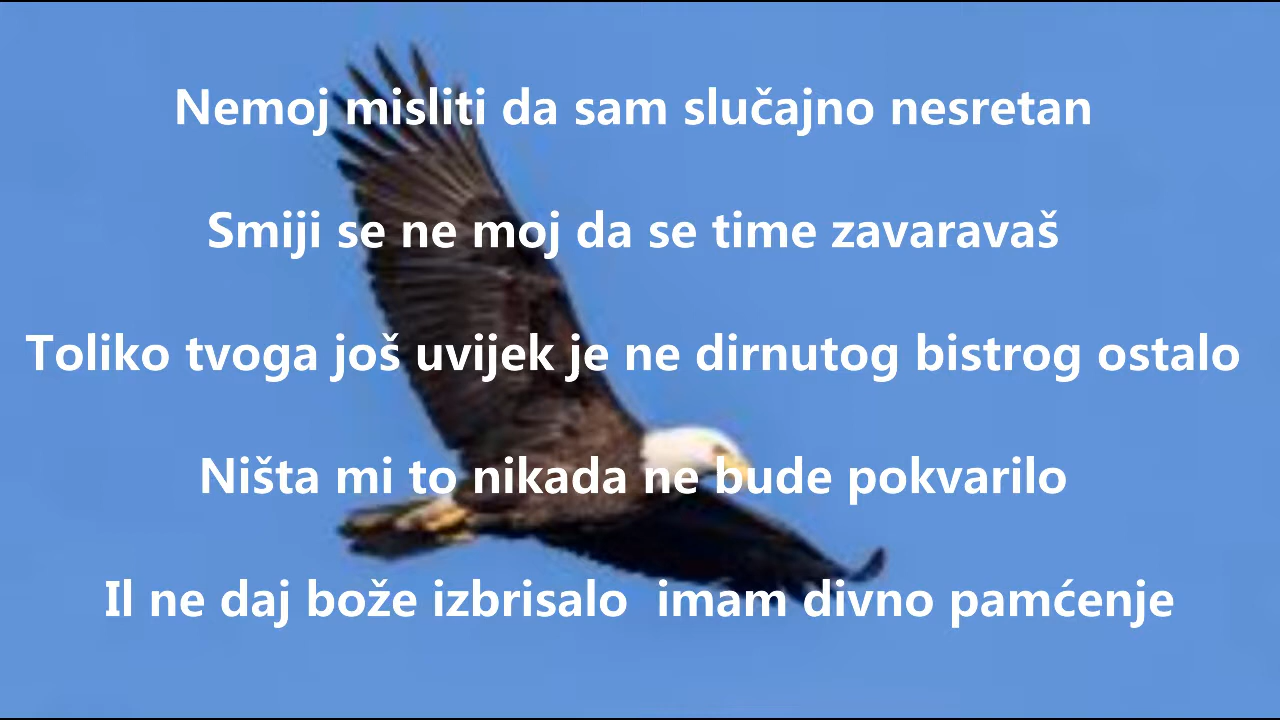 Nemoj misliti da sam slučajno nesretan
Smiji se ne moj da se time zavaravaš
Toliko tvoga još uvijek je ne dirnutog bistrog ostalo
Ništa mi to nikada ne bude pokvarilo
Il ne daj bože izbrisalo  imam divno pamćenje